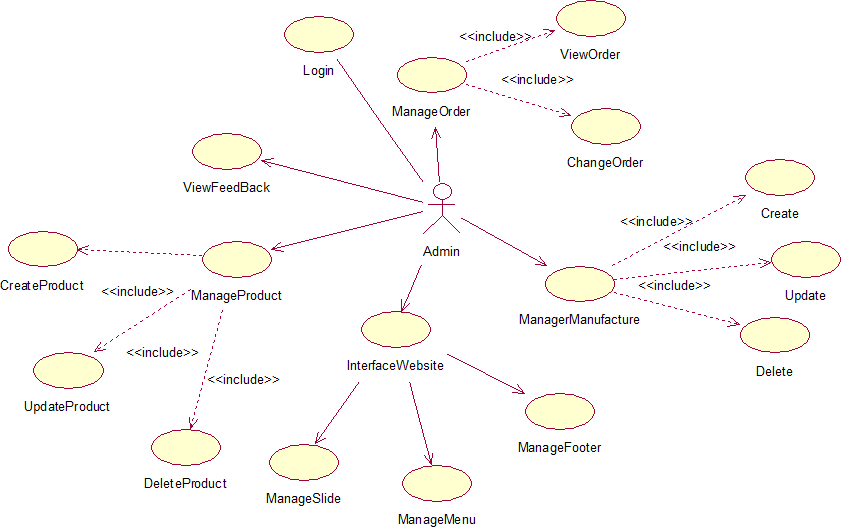 <<include>>
ViewOrder
Login
<<include>>
ManageOrder
ChangeOrder
ViewFeedBack
Create
<<include>>
Admin
<<include>>
CreateProduct
<<include>>
ManageProduct
<<include>>
Update
ManagerManufacture
<<include>>
InterfaceWebsite
Delete
<<include>>
UpdateProduct
ManageFooter
DeleteProduct
ManageSlide
ManageMenu